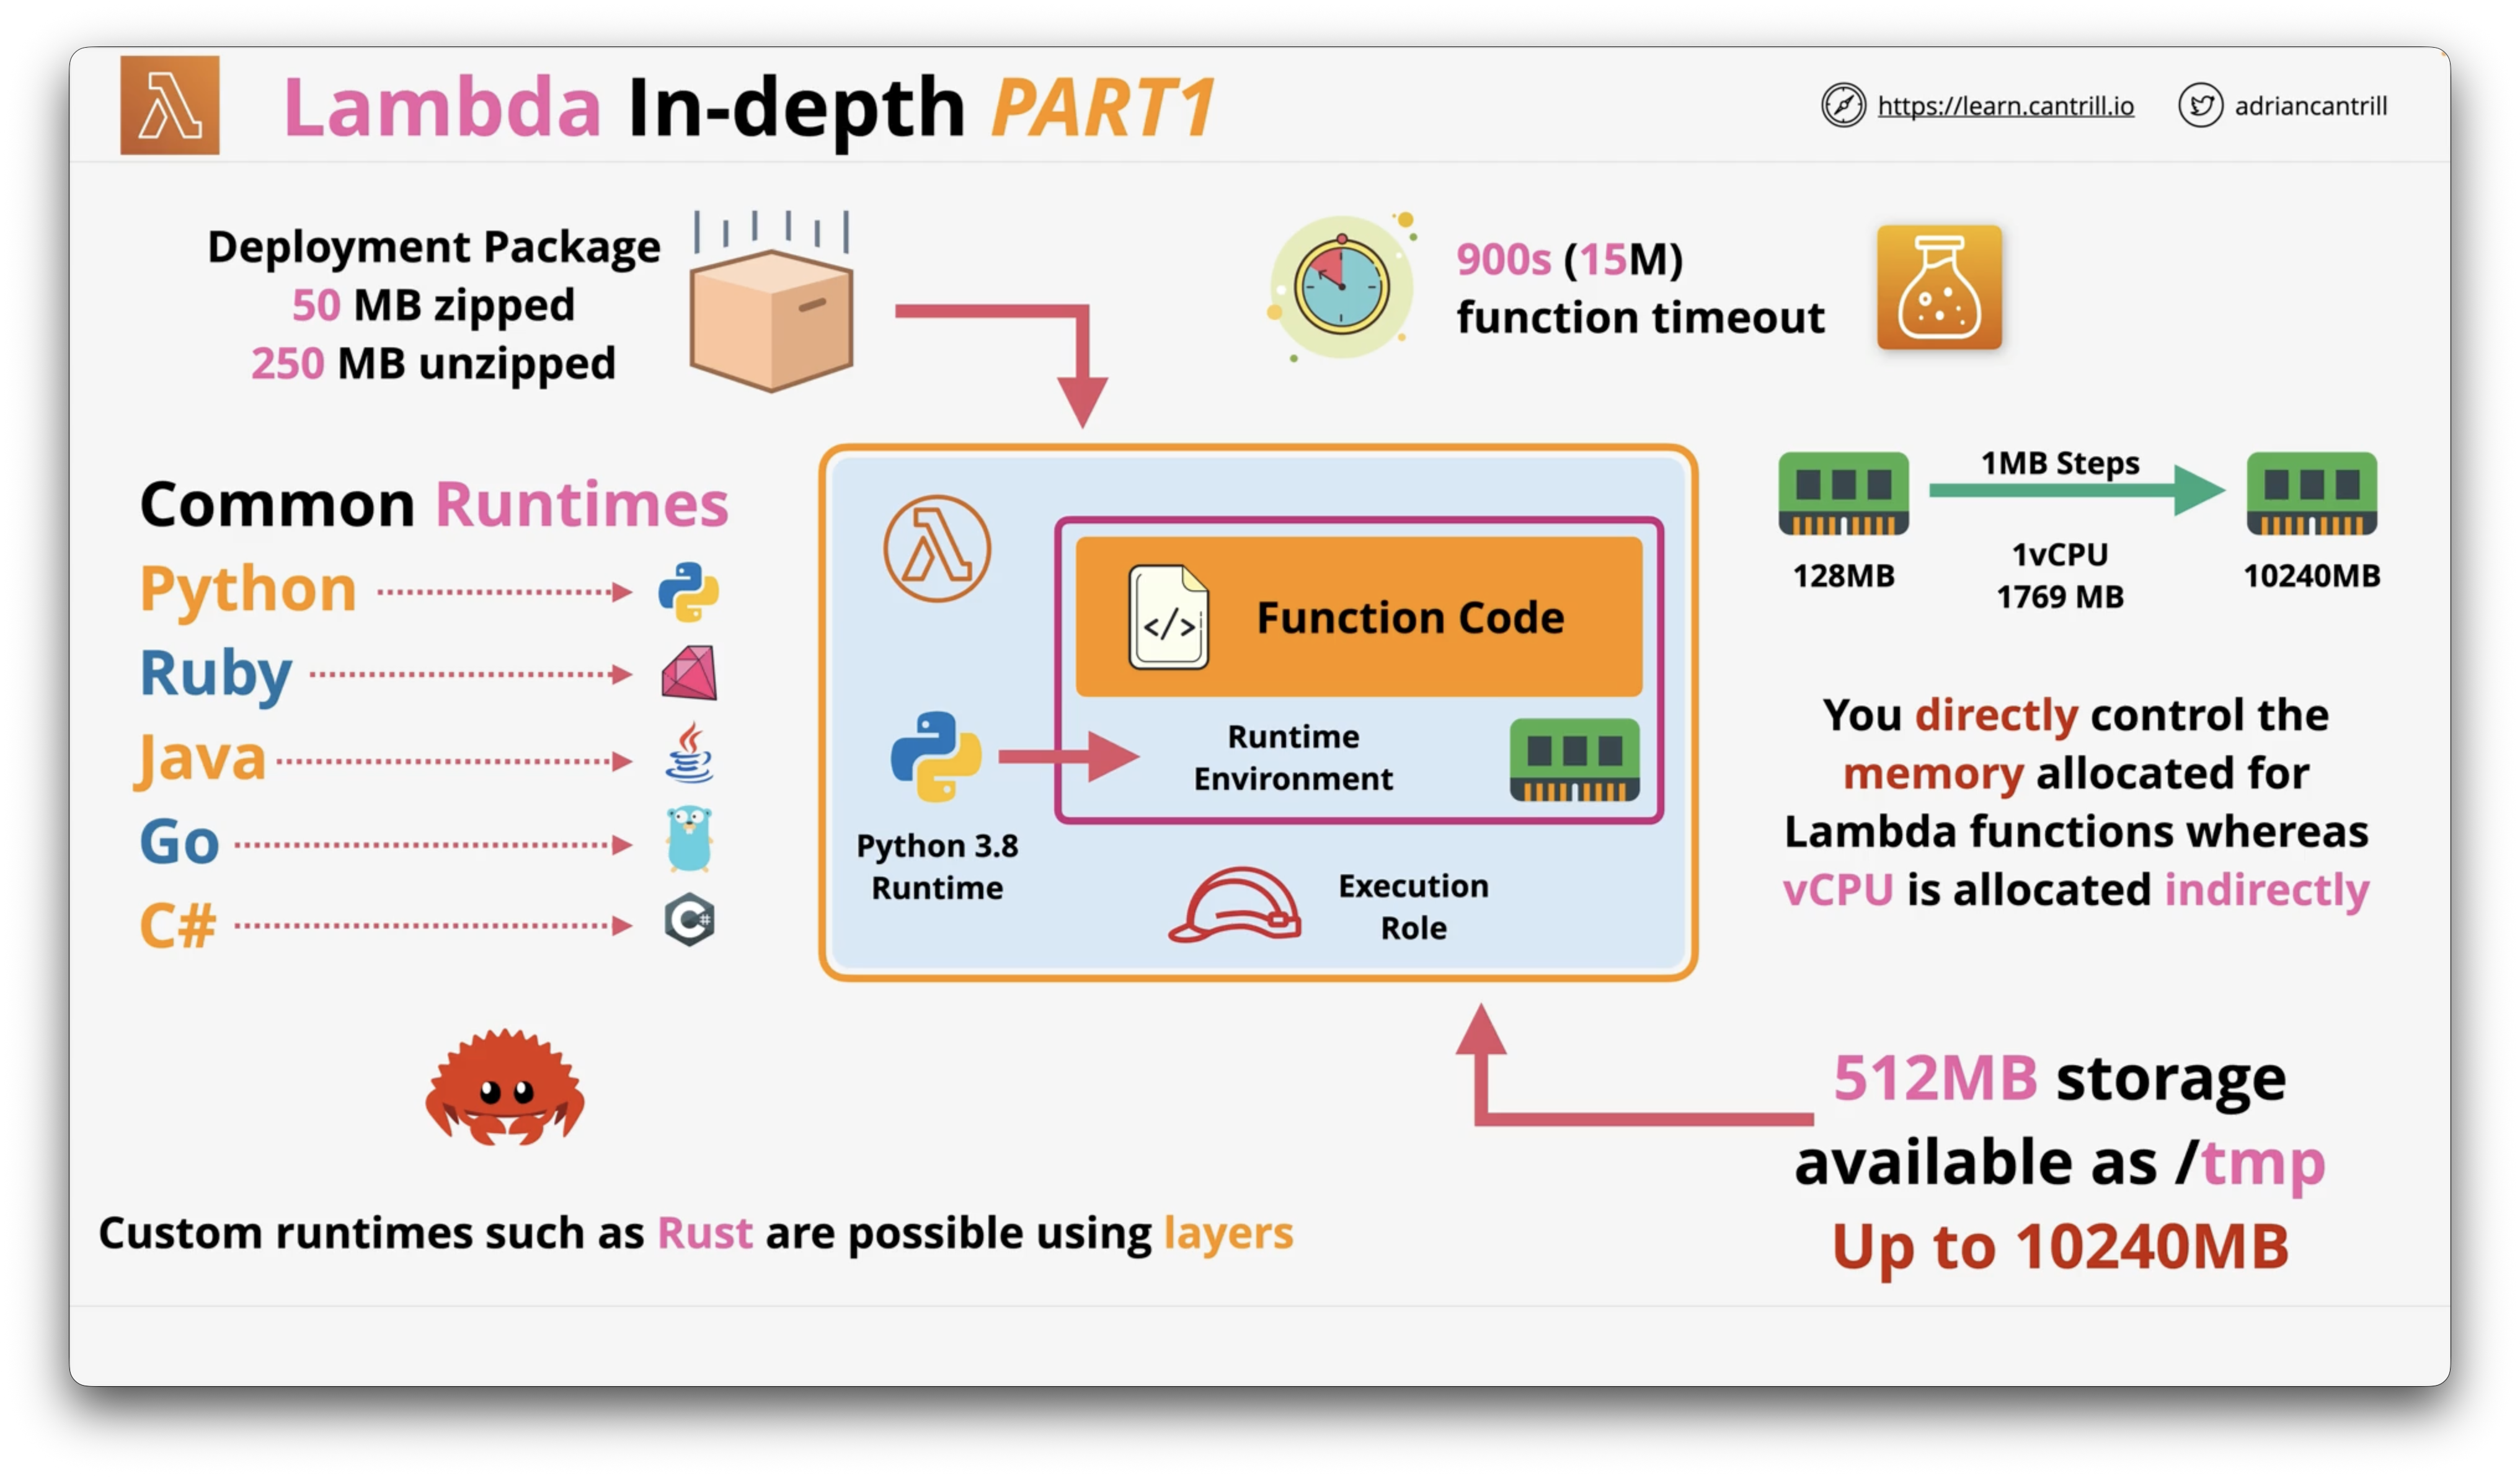 Lambda In-depth PART1
https://learn.cantrill.io
adriancantrill
Deployment Package
50 MB zipped
250 MB unzipped
900s (15M)
function timeout
Common Runtimes
Python
Ruby
Java
Go
C#
Function Code
Runtime
Environment
Python 3.8
Runtime
Execution
Role
1MB Steps
128MB
1vCPU
1769 MB
10240MB
You directly control the
memory allocated for
Lambda functions whereas
vCPU is allocated indirectly
512MB storage
available as /tmp
Up to 10240MB
Custom runtimes such as Rust are possible using layers